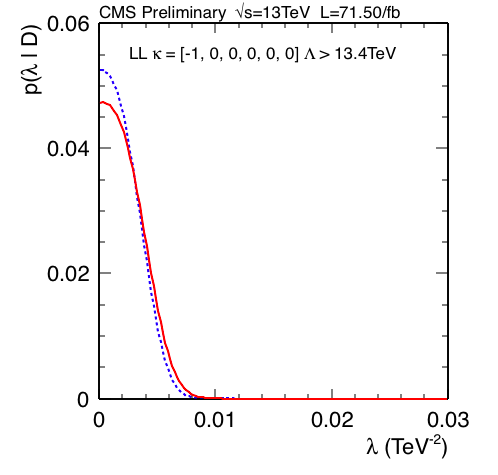 CMS Preliminary √s=13TeV L=71.50/fb
LL κ = [-1, 0, 0, 0, 0, 0] Λ > 13.4TeV
p(λ | D)
0.06
0.04
0.02
0
0 0.01 0.02 0.03
λ (TeV⁻²)